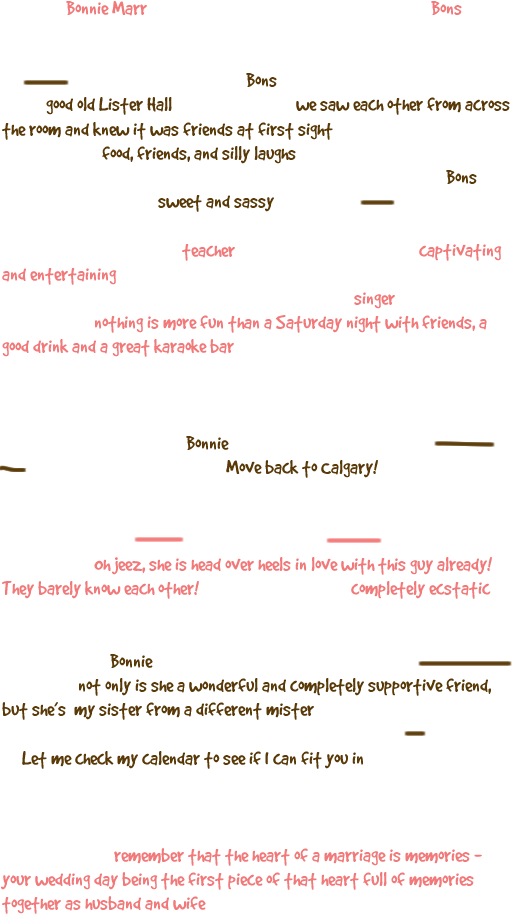 Bonnie Marr Bons
Bons
good old Lister Hall we saw each other from across
the room and knew it was friends at first sight
food, friends, and silly laughs
Bons
sweet and sassy
teacher captivating
and entertaining
singer
nothing is more fun than a Saturday night with friends, a
good drink and a great karaoke bar
Bonnie
Move back to Calgary!
Oh jeez, she is head over heels in love with this guy already!
They barely know each other! Completely ecstatic
Bonnie
not only is she a wonderful and completely supportive friend,
but she's my sister from a different mister
Let me check my calendar to see if I can fit you in
remember that the heart of a marriage is memories -
your wedding day being the first piece of that heart full of memories
together as husband and wife